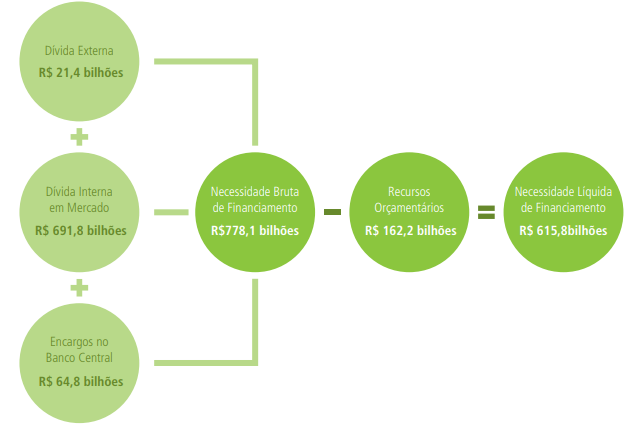 Dívida Externa
R$ 21,4 bilhões
Dívida Interna
em Mercado
R$ 691,8 bilhões
Encargos no
Banco Central
R$ 64,8 bilhões
Necessidade Bruta
de Financiamento
R$778,1 bilhões
Recursos
Orçamentários
R$ 162,2 bilhões
Necessidade Líquida
de Financiamento
R$ 615,8bilhões